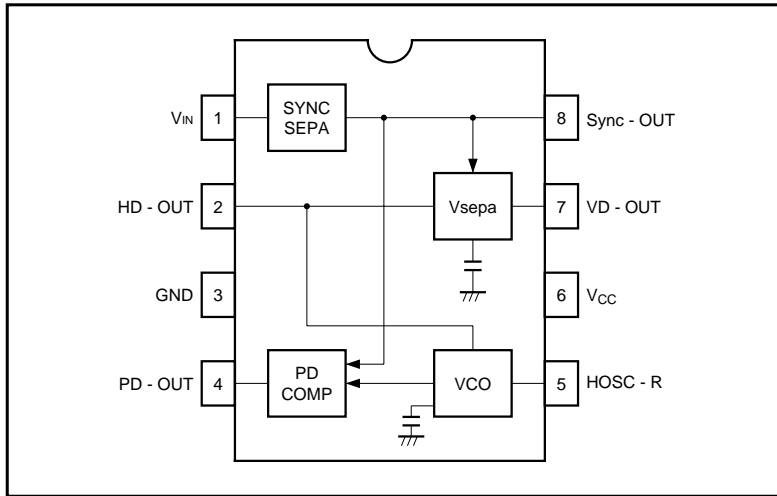 VIN 1
SYNC
SEPA
8 Sync - OUT
HD - OUT 2
Vsepa
7 VD - OUT
GND 3
6 VCC
PD - OUT 4
PD
COMP
VCO
5 HOSC - R